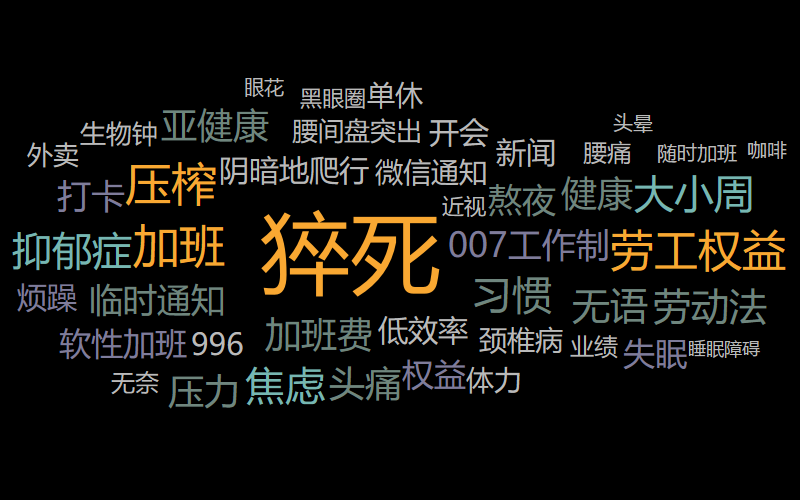 眼花
黑眼圈
单休
头晕
生物钟
亚健康
腰间盘突出
开会
外卖
新闻
腰痛
随时加班
咖啡
打卡
压榨
阴暗地爬行
微信通知
近视
熬夜
健康
大小周
抑郁症
加班
猝死
007工作制
劳工权益
烦躁
临时通知
习惯
无语
劳动法
软性加班
996
加班费
低效率
颈椎病
业绩
失眠
睡眠障碍
无奈
压力
焦虑
头痛
权益
体力